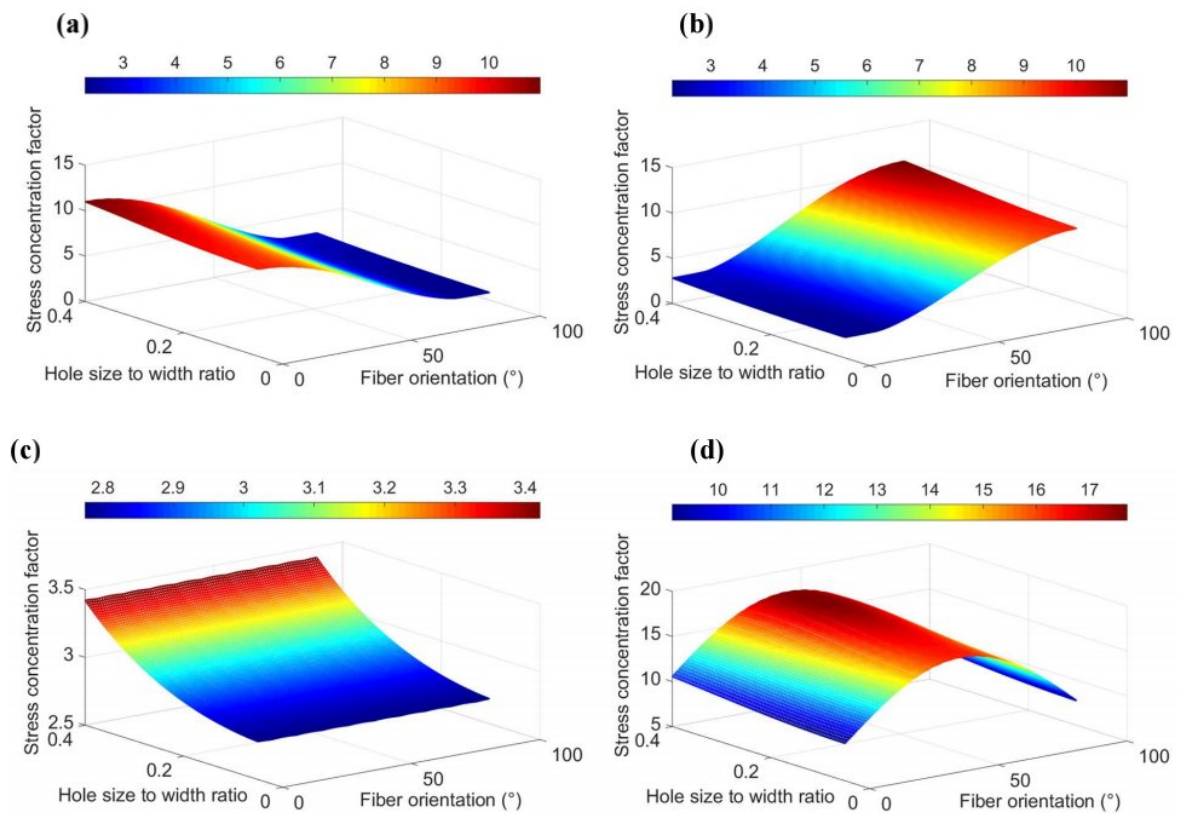 (a)
3 4 5 6 7 8 9 10
Stress concentration factor
15
10
5
0
0.4
0.2
0
Hole size to width ratio
0
50
100
Fiber orientation (°)
(b)
3 4 5 6 7 8 9 10
Stress concentration factor
15
10
5
0
0.4
0.2
0
Hole size to width ratio
0
50
100
Fiber orientation (°)
(c)
2.8 2.9 3 3.1 3.2 3.3 3.4
Stress concentration factor
3.5
3
2.5
0.4
0.2
0
Hole size to width ratio
0
50
100
Fiber orientation (°)
(d)
10 11 12 13 14 15 16 17
Stress concentration factor
20
15
10
5
0.4
0.2
0
Hole size to width ratio
0
50
100
Fiber orientation (°)